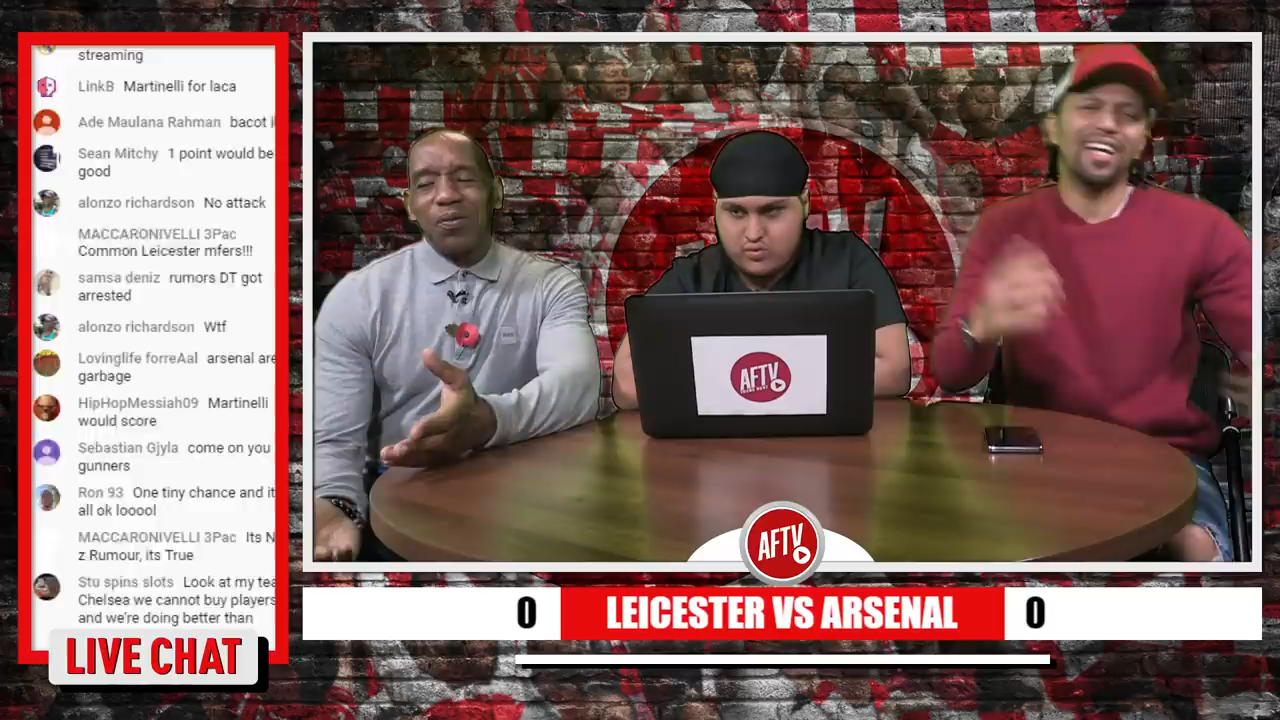 streaming
LinkB Martinelli for laca
Ade Maulana Rahman bacot
Sean Mitchy 1 point would be
good
alonzo richardson No attack
MACCARONIVELLI 3Pac
Common Leicester mfers!!!
samsa deniz rumors DT got
arrested
alonzo richardson Wtf
Lovinglife forreAal arsenal are
garbage
HipHopMessiah09 Martinelli
would score
Sebastian Gjyla come on you
gunners
Ron 93 One tiny chance and it
all ok looool
MACCARONIVELLI 3Pac Its N
z Rumour, its True
Stu spins slots Look at my tea
Chelsea we cannot buy players
and we're doing better than
LIVE CHAT
AFTV
AFTV
0 LEICESTER VS ARSENAL 0